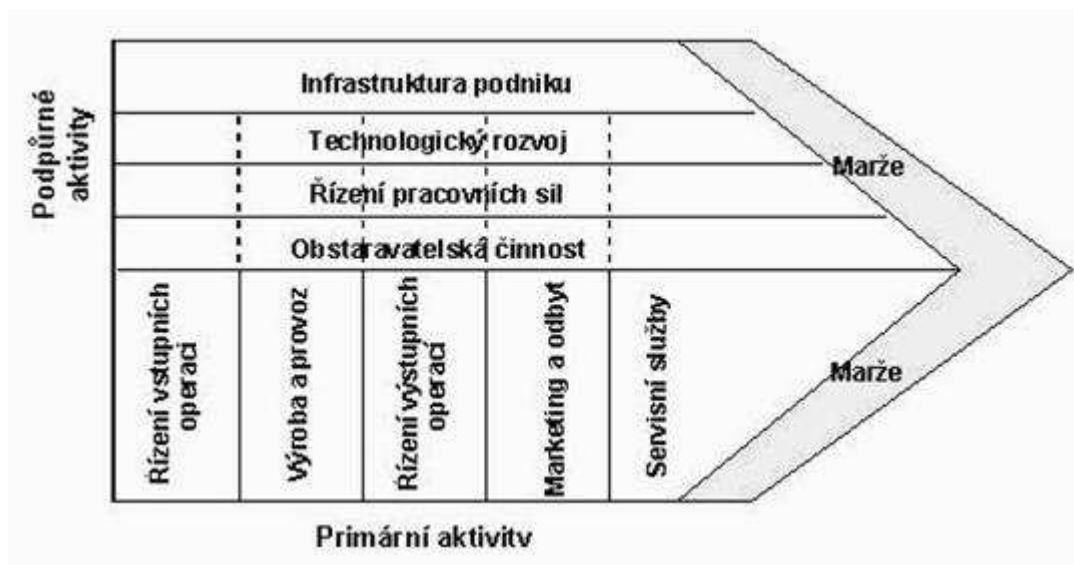 Podpůrné
aktivity
Infrastruktura podniku
Technologický rozvoj
Řízení pracovních sil
Obstaravatelská činnost
Marže
Marže
Řízení vstupních
operací
Výroba a provoz
Řízení výstupních
operací
Marketing a odbyt
Servisní služby
Primární aktivity